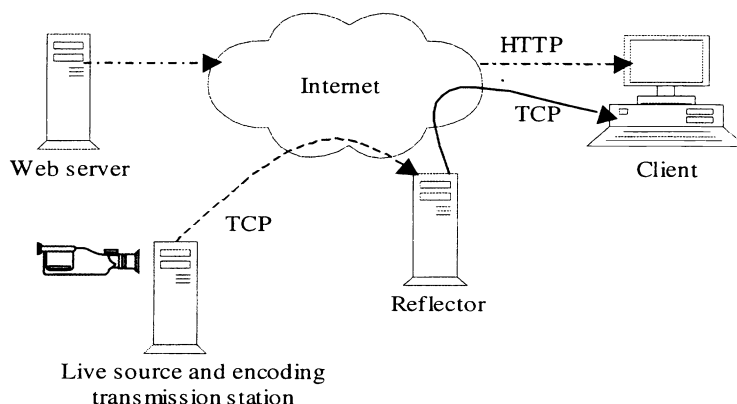 HTTP
Internet
TCP
Web server
Client
TCP
Reflector
Live source and encoding
transmission station